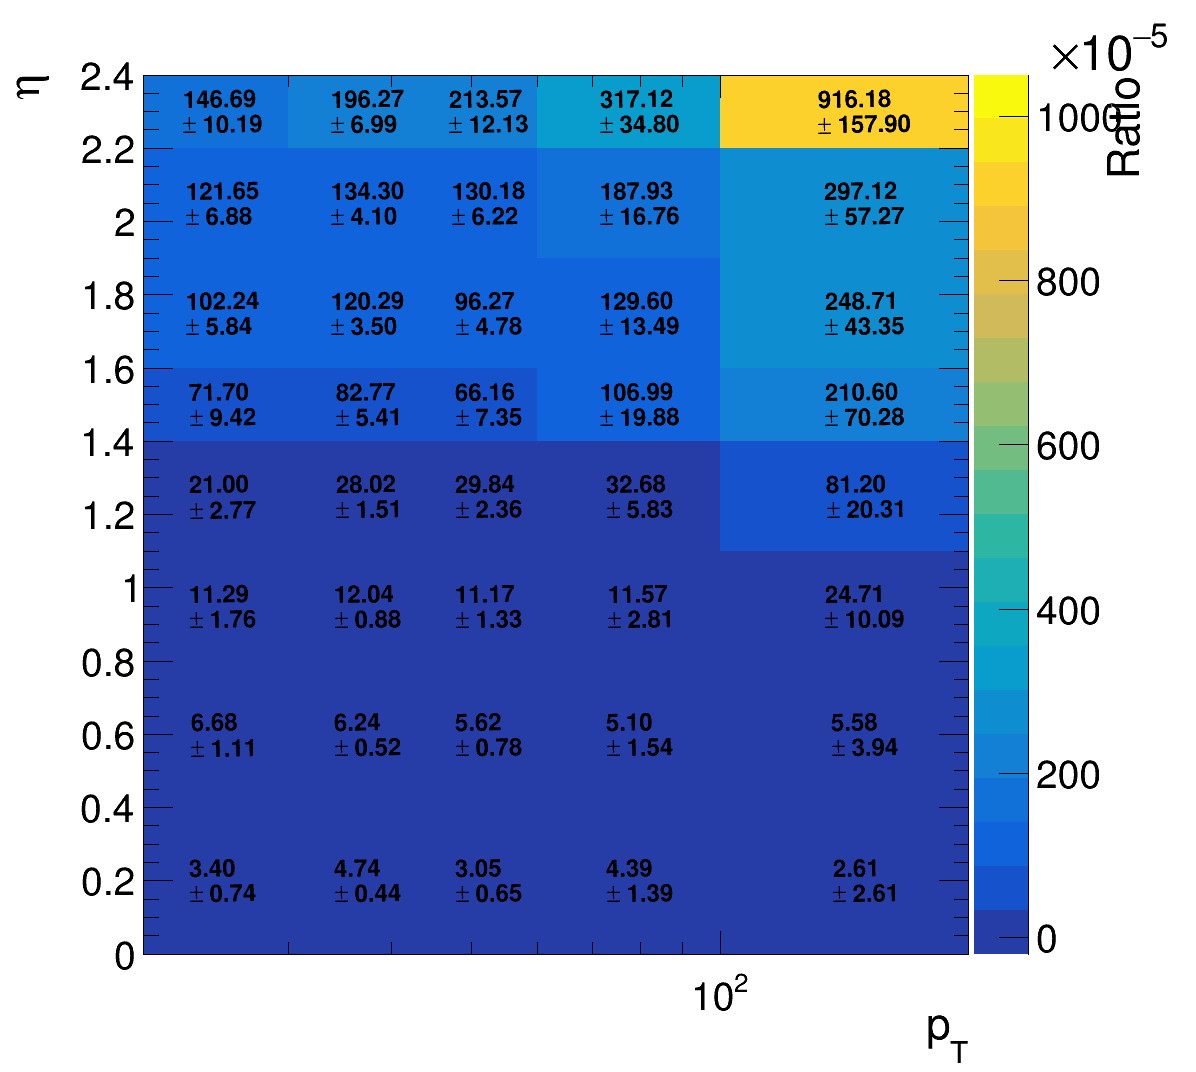 ×10⁻⁵
η
Ratio
2.4
146.69 196.27 213.57 317.12 916.18
± 10.19 ± 6.99 ± 12.13 ± 34.80 ± 157.90
1000
2.2
121.65 134.30 130.18 187.93 297.12
± 6.88 ± 4.10 ± 6.22 ± 16.76 ± 57.27
2
800
1.8
102.24 120.29 96.27 129.60 248.71
± 5.84 ± 3.50 ± 4.78 ± 13.49 ± 43.35
1.6
71.70 82.77 66.16 106.99 210.60
± 9.42 ± 5.41 ± 7.35 ± 19.88 ± 70.28
600
1.4
21.00 28.02 29.84 32.68 81.20
± 2.77 ± 1.51 ± 2.36 ± 5.83 ± 20.31
1.2
400
1
11.29 12.04 11.17 11.57 24.71
± 1.76 ± 0.88 ± 1.33 ± 2.81 ± 10.09
0.8
6.68 6.24 5.62 5.10 5.58
± 1.11 ± 0.52 ± 0.78 ± 1.54 ± 3.94
0.6
200
0.4
3.40 4.74 3.05 4.39 2.61
± 0.74 ± 0.44 ± 0.65 ± 1.39 ± 2.61
0.2
0
0
10²
p_T